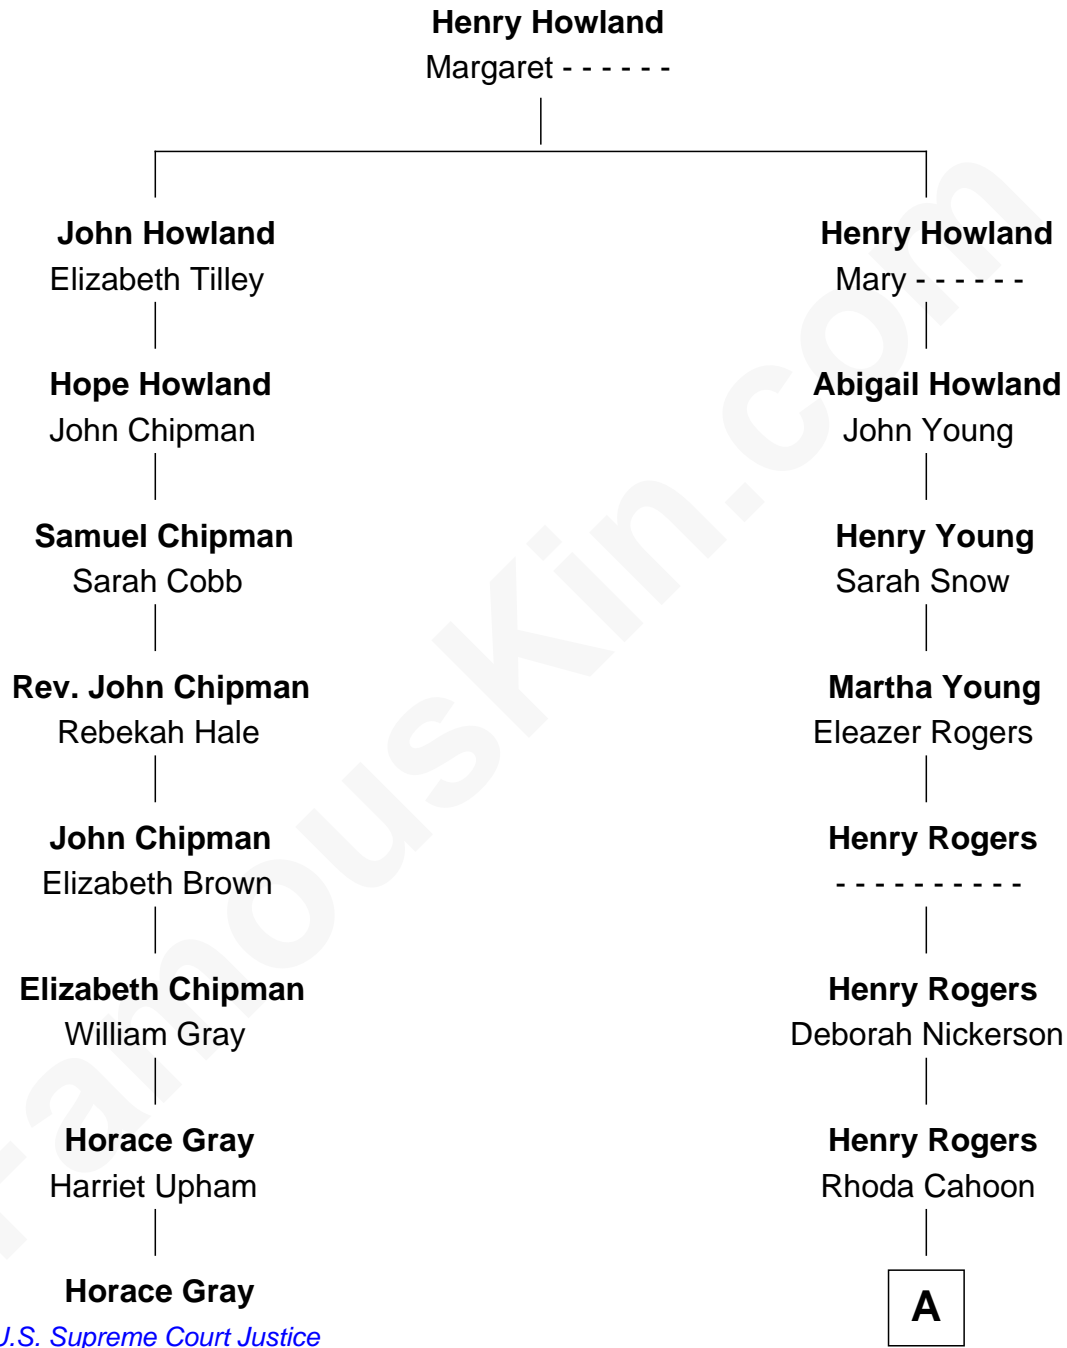 Henry Howland
Margaret - - - - - -
John Howland
Elizabeth Tilley
Henry Howland
Mary - - - - - -
Hope Howland
John Chipman
Abigail Howland
John Young
Samuel Chipman
Sarah Cobb
Henry Young
Sarah Snow
Rev. John Chipman
Rebekah Hale
Martha Young
Eleazer Rogers
John Chipman
Elizabeth Brown
Henry Rogers
- - - - - - - - - -
Elizabeth Chipman
William Gray
Henry Rogers
Deborah Nickerson
Horace Gray
Harriet Upham
Henry Rogers
Rhoda Cahoon
Horace Gray
U.S. Supreme Court Justice
A
FamousKin.com